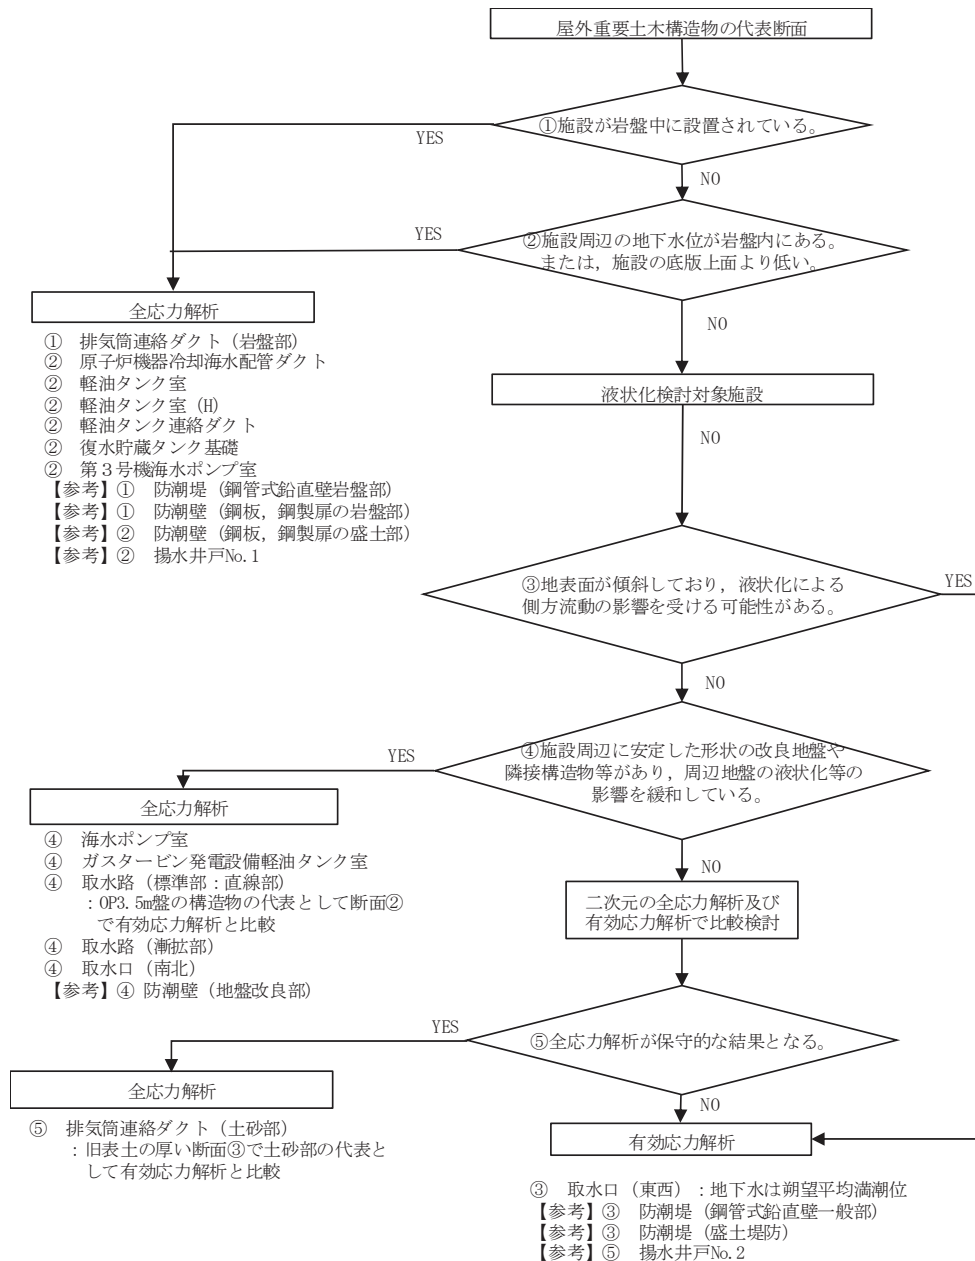 屋外重要土木構造物の代表断面
①施設が岩盤中に設置されている。
YES
NO
②施設周辺の地下水位が岩盤内にある。
または，施設の底版上面より低い。
YES
NO
全応力解析
① 排気筒連絡ダクト（岩盤部）
② 原子炉機器冷却海水配管ダクト
② 軽油タンク室
② 軽油タンク室（H）
② 軽油タンク連絡ダクト
② 復水貯蔵タンク基礎
② 第３号機海水ポンプ室
【参考】① 防潮堤（鋼管式鉛直壁岩盤部）
【参考】① 防潮壁（鋼板，鋼製扉の岩盤部）
【参考】② 防潮壁（鋼板，鋼製扉の盛土部）
【参考】② 揚水井戸No.1
液状化検討対象施設
NO
③地表面が傾斜しており，液状化による
側方流動の影響を受ける可能性がある。
YES
NO
④施設周辺に安定した形状の改良地盤や
隣接構造物等があり，周辺地盤の液状化等の
影響を緩和している。
YES
NO
全応力解析
④ 海水ポンプ室
④ ガスタービン発電設備軽油タンク室
④ 取水路（標準部：直線部）
：OP3.5m盤の構造物の代表として断面②
で有効応力解析と比較
④ 取水路（漸拡部）
④ 取水口（南北）
【参考】④ 防潮壁（地盤改良部）
二次元の全応力解析及び
有効応力解析で比較検討
⑤全応力解析が保守的な結果となる。
YES
NO
全応力解析
⑤ 排気筒連絡ダクト（土砂部）
：旧表土の厚い断面③で土砂部の代表と
して有効応力解析と比較
有効応力解析
③ 取水口（東西）：地下水は朔望平均満潮位
【参考】③ 防潮堤（鋼管式鉛直壁一般部）
【参考】③ 防潮堤（盛土堤防）
【参考】⑤ 揚水井戸No.2